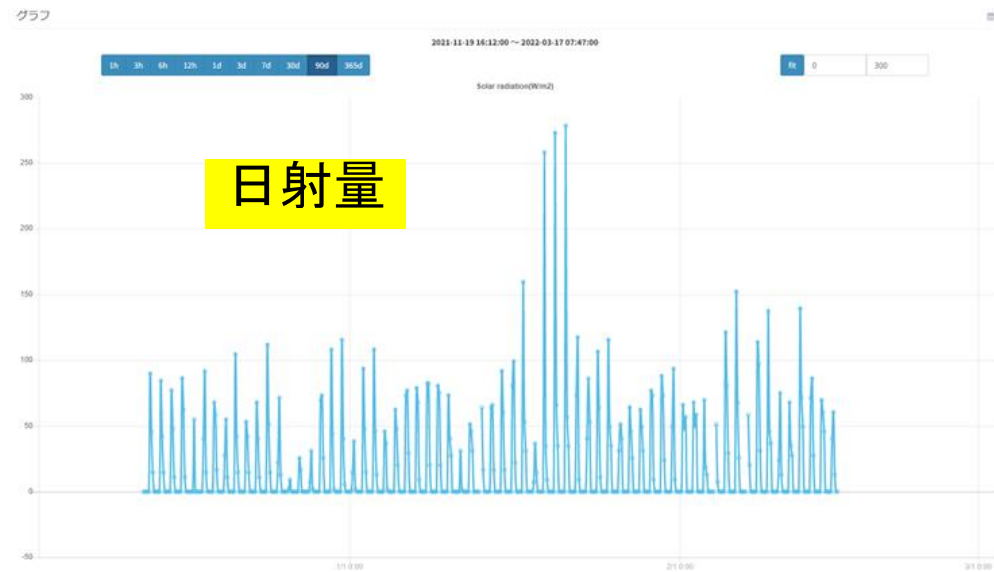 グラフ
2021-11-19 16:12:00 ～ 2022-03-17 07:47:00
1h 3h 6h 12h 1d 3d 7d 30d 90d 365d
fit 0 300
Solar radiation(W/m2)
300
日射量
250
200
150
100
50
0
-50
1/1 0:00 2/1 0:00 3/1 0:00